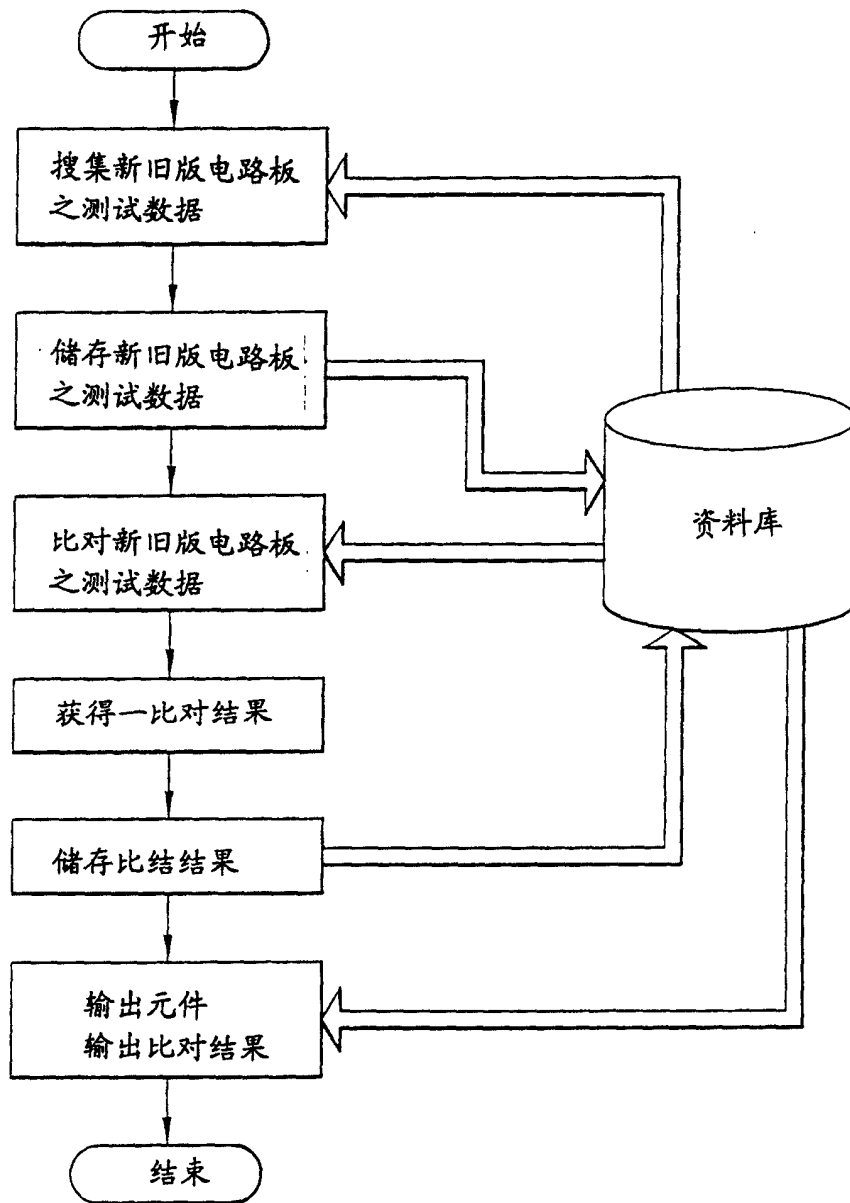 开始
搜集新旧版电路板
之测试数据
储存新旧版电路板
之测试数据
比对新旧版电路板
之测试数据
资料库
获得一比对结果
储存比结结果
输出元件
输出比对结果
结束